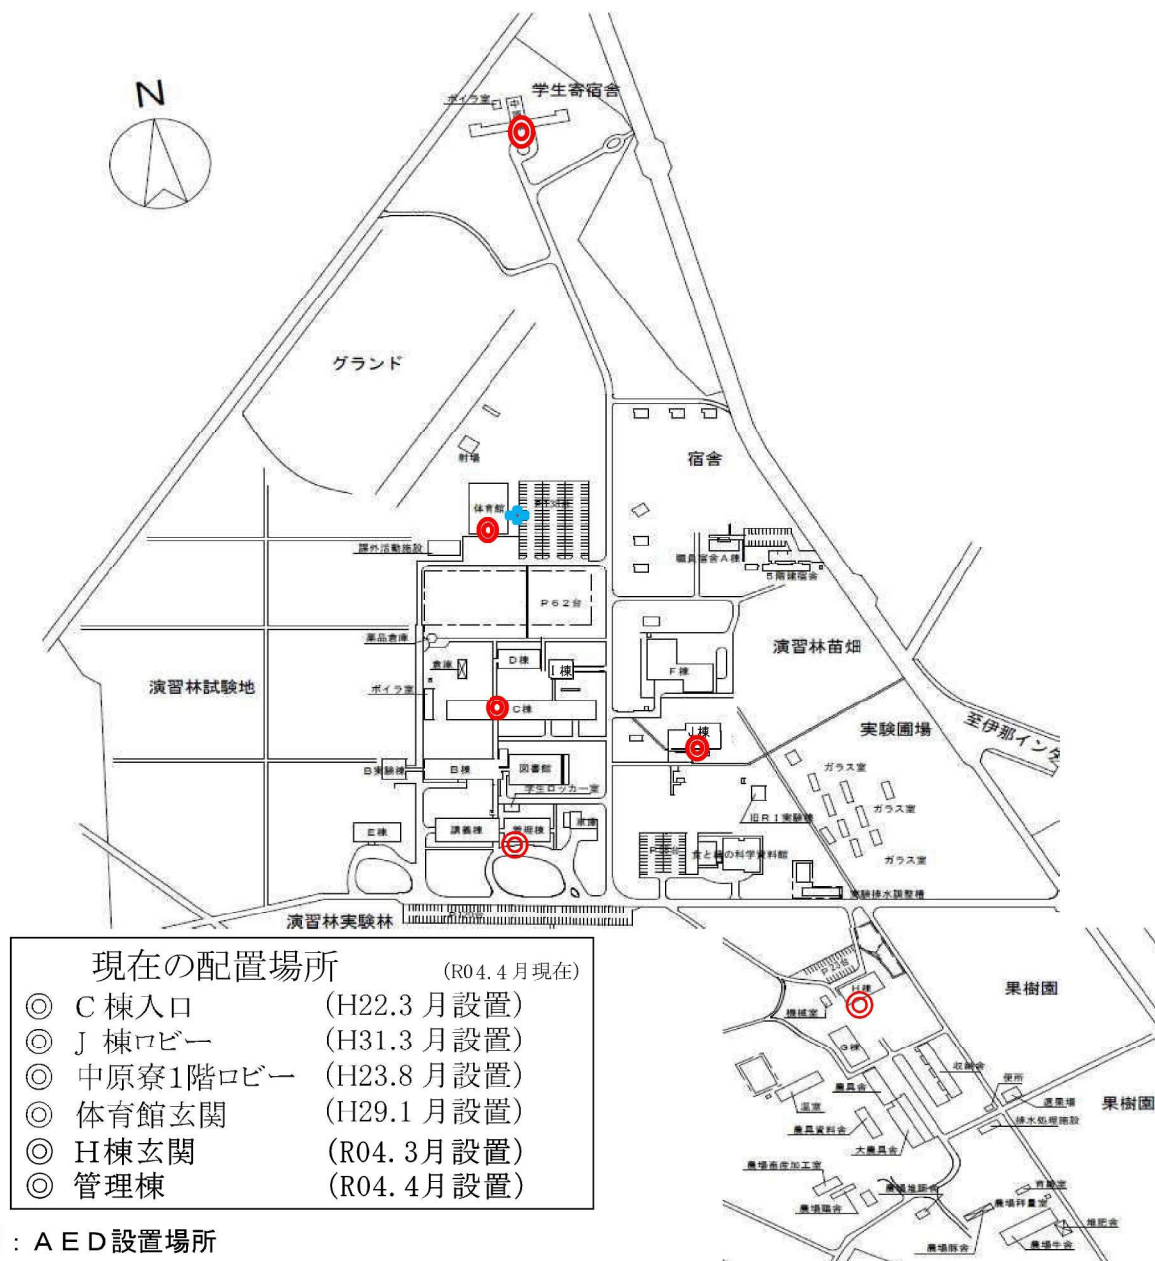 N
学生寄宿舎
ボイラ室
グランド
宿舎
射場
体育館
課外活動施設
職員宿舎A棟
5階建宿舎
P62台
薬品倉庫
演習林苗畑
D棟
I棟
倉庫
F棟
演習林試験地
ボイラ室
C棟
至伊那インタ
J棟
実験圃場
B実験棟
B棟
図書館
ガラス室
学生ロッカー室
ガラス室
旧RI実験棟
E棟
講義棟
管理棟
車庫
食と緑の科学資料館
ガラス室
実験排水調整槽
演習林実験林
P120台
P23台
H棟
果樹園
機械室
G棟
収納舎
便所
農具舎
選果場
果樹園
温室
排水処理施設
農具資料舎
大農具舎
農場畜産加工室
農場堆肥舎
農場鶏舎
農場秤量室
堆肥舎
農場豚舎
農場牛舎
現在の配置場所 (R04.4月現在)
◎ C棟入口 (H22.3月設置)
◎ J棟ロビー (H31.3月設置)
◎ 中原寮1階ロビー (H23.8月設置)
◎ 体育館玄関 (H29.1月設置)
◎ H棟玄関 (R04.3月設置)
◎ 管理棟 (R04.4月設置)
：AED設置場所